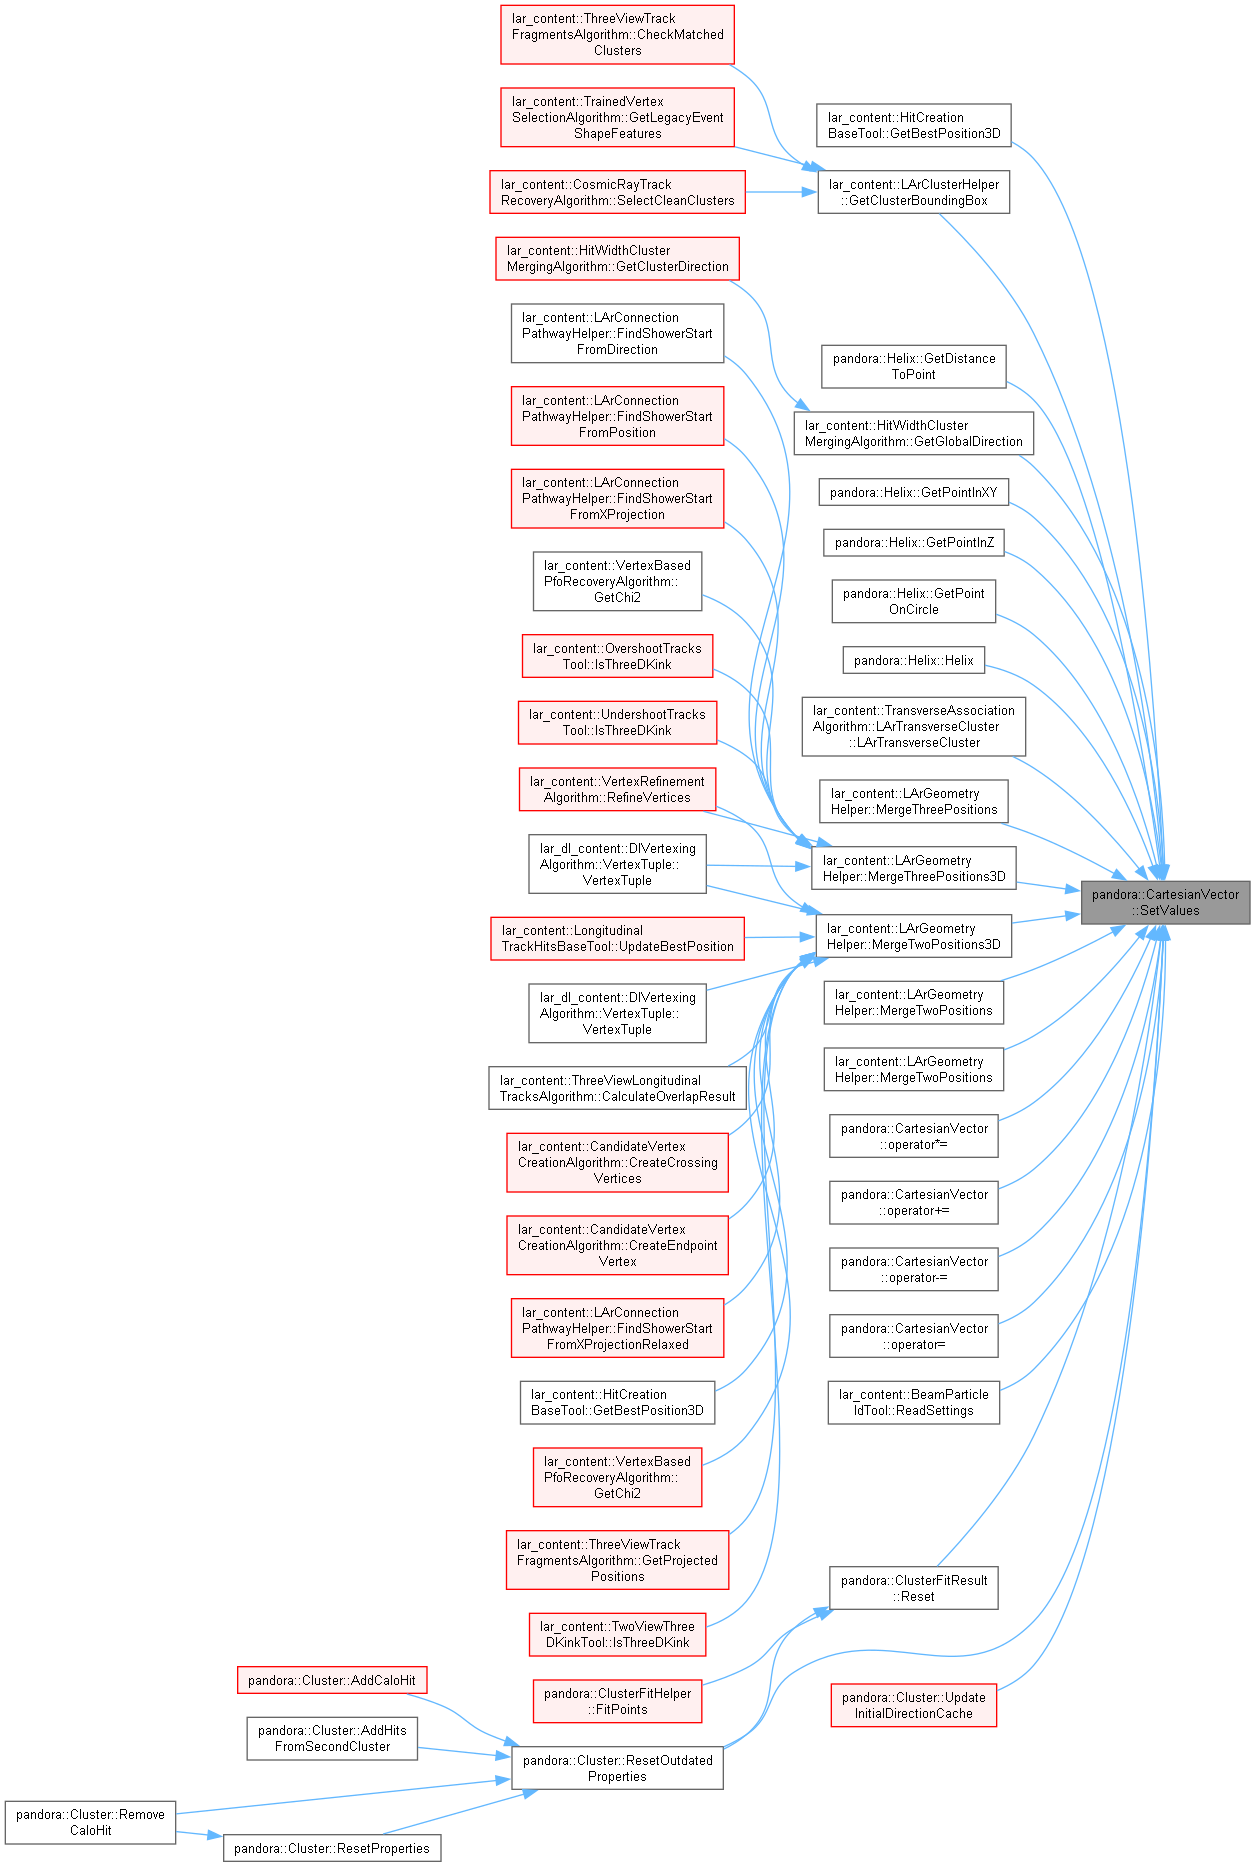 lar_content::ThreeViewTrack
FragmentsAlgorithm::CheckMatched
Clusters
lar_content::TrainedVertex
SelectionAlgorithm::GetLegacyEvent
ShapeFeatures
lar_content::CosmicRayTrack
RecoveryAlgorithm::SelectCleanClusters
lar_content::HitWidthCluster
MergingAlgorithm::GetClusterDirection
lar_content::LArConnection
PathwayHelper::FindShowerStart
FromDirection
lar_content::LArConnection
PathwayHelper::FindShowerStart
FromPosition
lar_content::LArConnection
PathwayHelper::FindShowerStart
FromXProjection
lar_content::VertexBased
PfoRecoveryAlgorithm::
GetChi2
lar_content::OvershootTracks
Tool::IsThreeDKink
lar_content::UndershootTracks
Tool::IsThreeDKink
lar_content::VertexRefinement
Algorithm::RefineVertices
lar_dl_content::DlVertexing
Algorithm::VertexTuple::
VertexTuple
lar_content::Longitudinal
TrackHitsBaseTool::UpdateBestPosition
lar_dl_content::DlVertexing
Algorithm::VertexTuple::
VertexTuple
lar_content::ThreeViewLongitudinal
TracksAlgorithm::CalculateOverlapResult
lar_content::CandidateVertex
CreationAlgorithm::CreateCrossing
Vertices
lar_content::CandidateVertex
CreationAlgorithm::CreateEndpoint
Vertex
lar_content::LArConnection
PathwayHelper::FindShowerStart
FromXProjectionRelaxed
lar_content::HitCreation
BaseTool::GetBestPosition3D
lar_content::VertexBased
PfoRecoveryAlgorithm::
GetChi2
lar_content::ThreeViewTrack
FragmentsAlgorithm::GetProjected
Positions
lar_content::TwoViewThree
DKinkTool::IsThreeDKink
pandora::ClusterFitHelper
::FitPoints
pandora::Cluster::ResetOutdated
Properties
pandora::Cluster::AddCaloHit
pandora::Cluster::AddHits
FromSecondCluster
pandora::Cluster::Remove
CaloHit
pandora::Cluster::ResetProperties
lar_content::HitCreation
BaseTool::GetBestPosition3D
lar_content::LArClusterHelper
::GetClusterBoundingBox
pandora::Helix::GetDistance
ToPoint
lar_content::HitWidthCluster
MergingAlgorithm::GetGlobalDirection
pandora::Helix::GetPointInXY
pandora::Helix::GetPointInZ
pandora::Helix::GetPoint
OnCircle
pandora::Helix::Helix
lar_content::TransverseAssociation
Algorithm::LArTransverseCluster
::LArTransverseCluster
lar_content::LArGeometry
Helper::MergeThreePositions
lar_content::LArGeometry
Helper::MergeThreePositions3D
lar_content::LArGeometry
Helper::MergeTwoPositions3D
lar_content::LArGeometry
Helper::MergeTwoPositions
lar_content::LArGeometry
Helper::MergeTwoPositions
pandora::CartesianVector
::operator*=
pandora::CartesianVector
::operator+=
pandora::CartesianVector
::operator-=
pandora::CartesianVector
::operator=
lar_content::BeamParticle
IdTool::ReadSettings
pandora::ClusterFitResult
::Reset
pandora::Cluster::Update
InitialDirectionCache
pandora::CartesianVector
::SetValues